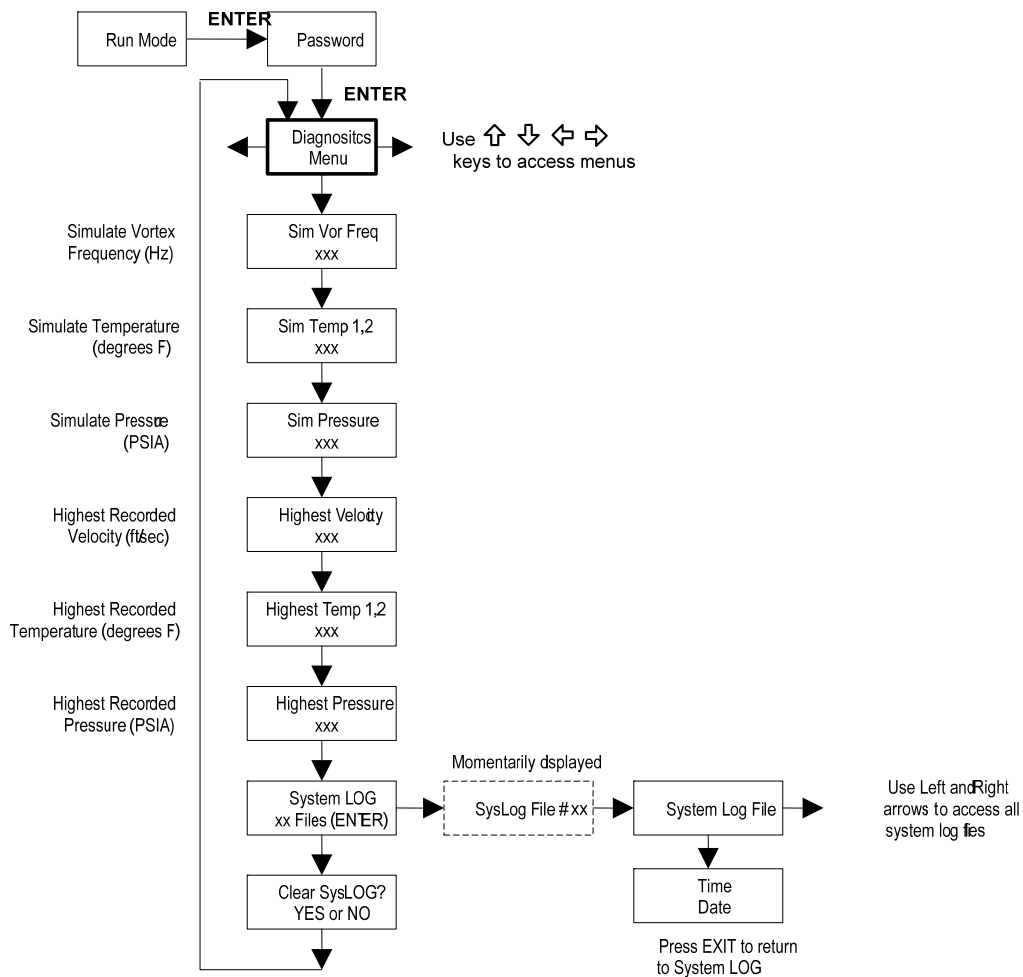 ENTER
Run Mode
Password
ENTER
Diagnositcs
Menu
Use
keys to access menus
Simulate Vortex
Frequency (Hz)
Sim Vor Freq
xxx
Simulate Temperature
(degrees F)
Sim Temp 1,2
xxx
Simulate Pressure
(PSIA)
Sim Pressure
xxx
Highest Recorded
Velocity (ft/sec)
Highest Velocity
xxx
Highest Recorded
Temperature (degrees F)
Highest Temp 1,2
xxx
Highest Recorded
Pressure (PSIA)
Highest Pressure
xxx
System LOG
xx Files (ENTER)
Momentarily displayed
SysLog File # xx
System Log File
Use Left and Right
arrows to access all
system log files
Clear SysLOG?
YES or NO
Time
Date
Press EXIT to return
to System LOG